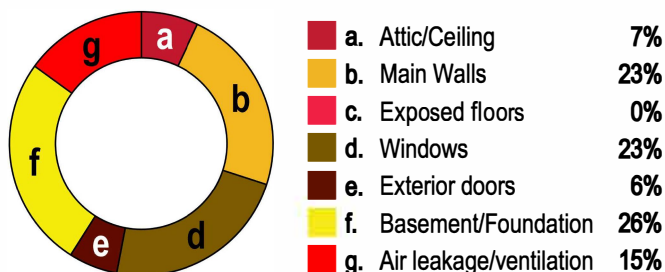 a
g
b
f
d
e
a. Attic/Ceiling 7%
b. Main Walls 23%
c. Exposed floors 0%
d. Windows 23%
e. Exterior doors 6%
f. Basement/Foundation 26%
g. Air leakage/ventilation 15%